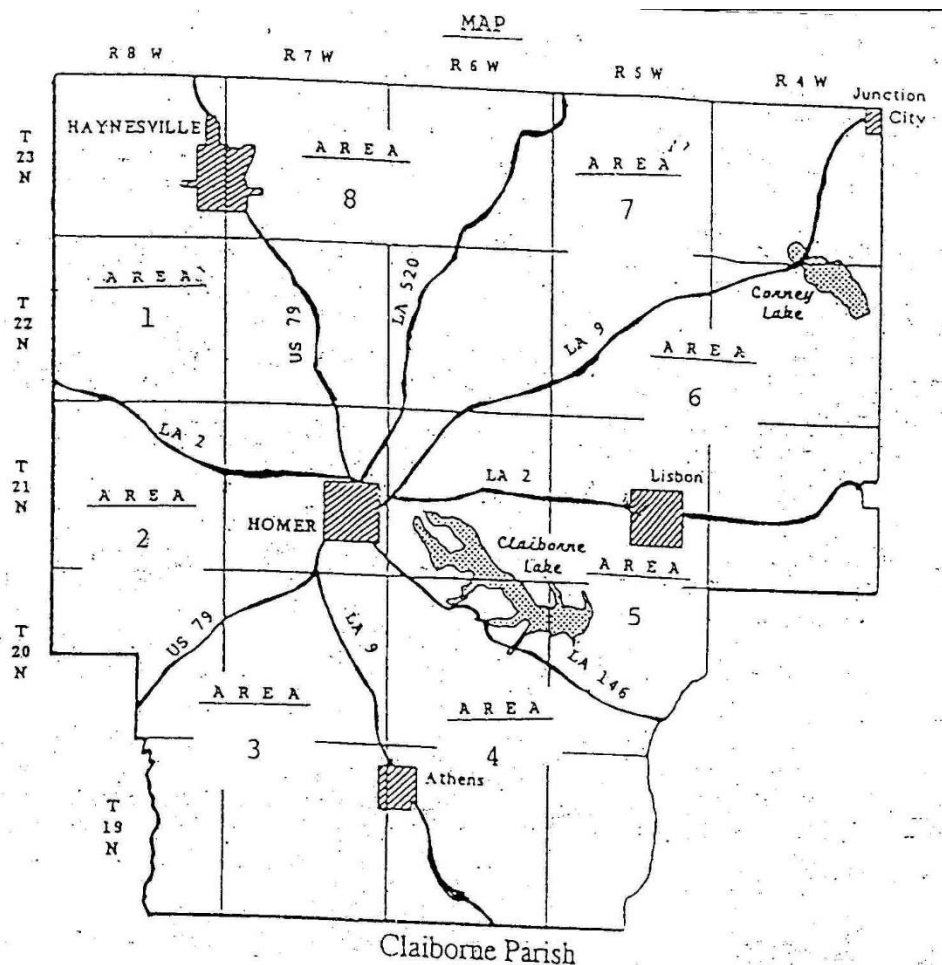 MAP
R 8 W
R 7 W
R 6 W
R 5 W
R 4 W
Junction
City
T
23
N
HAYNESVILLE
AREA
8
AREA
7
T
22
N
AREA
1
US 79
LA 520
LA 9
Corney
Lake
AREA
6
LA 2
T
21
N
AREA
2
HOMER
LA 2
Lisbon
Claiborne
Lake
AREA
5
T
20
N
US 79
LA 9
LA 146
AREA
3
AREA
4
Athens
T
19
N
Claiborne Parish